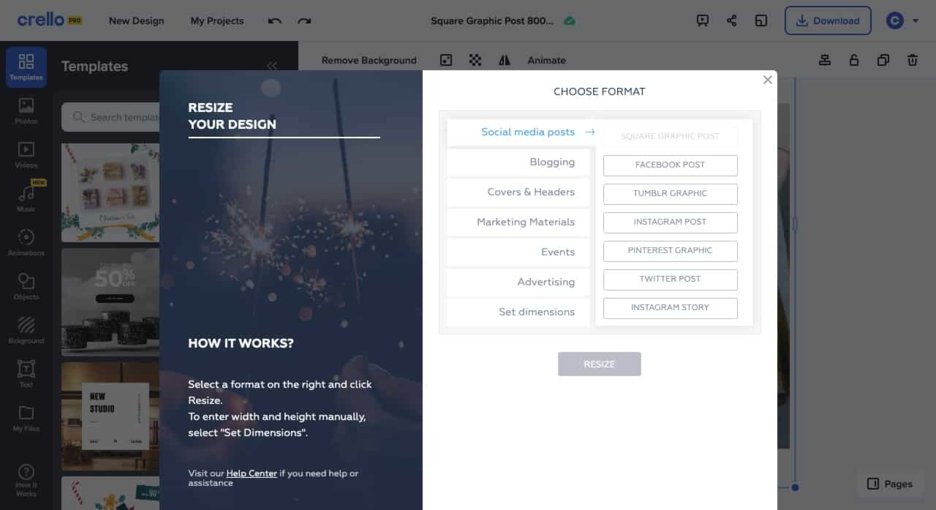 crello PRO
New Design
My Projects
Square Graphic Post 800...
Download
C
Templates
Photos
Videos
NEW
Music
Animations
Objects
Background
Text
My Files
How It
Works
Templates
Search templat
50%
OFF
NEW
STUDIO
Remove Background
Animate
RESIZE
YOUR DESIGN
HOW IT WORKS?
Select a format on the right and click
Resize.
To enter width and height manually,
select "Set Dimensions".
Visit our Help Center if you need help or
assistance
CHOOSE FORMAT
Social media posts →
Blogging
Covers & Headers
Marketing Materials
Events
Advertising
Set dimensions
SQUARE GRAPHIC POST
FACEBOOK POST
TUMBLR GRAPHIC
INSTAGRAM POST
PINTEREST GRAPHIC
TWITTER POST
INSTAGRAM STORY
RESIZE
Pages